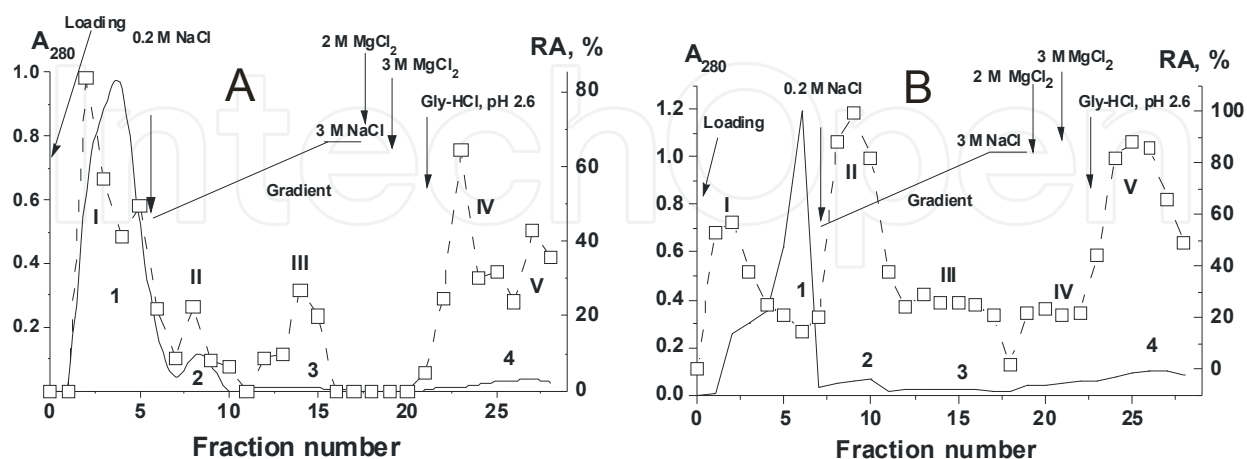 Loading
0.2 M NaCl
A280
A
2 M MgCl2
3 M MgCl2
RA, %
Gly-HCl, pH 2.6
3 M NaCl
Gradient
1.0
0.8
0.6
0.4
0.2
80
60
40
20
0
I
II
III
IV
V
1
2
3
4
0 5 10 15 20 25
Fraction number
A280
Loading
0.2 M NaCl
B
2 M MgCl2
3 M MgCl2
RA, %
Gly-HCl, pH 2.6
3 M NaCl
Gradient
1.2
1.0
0.8
0.6
0.4
0.2
0.0
100
80
60
40
20
0
I
II
III
IV
V
1
2
3
4
0 5 10 15 20 25
Fraction number
IntechOpen